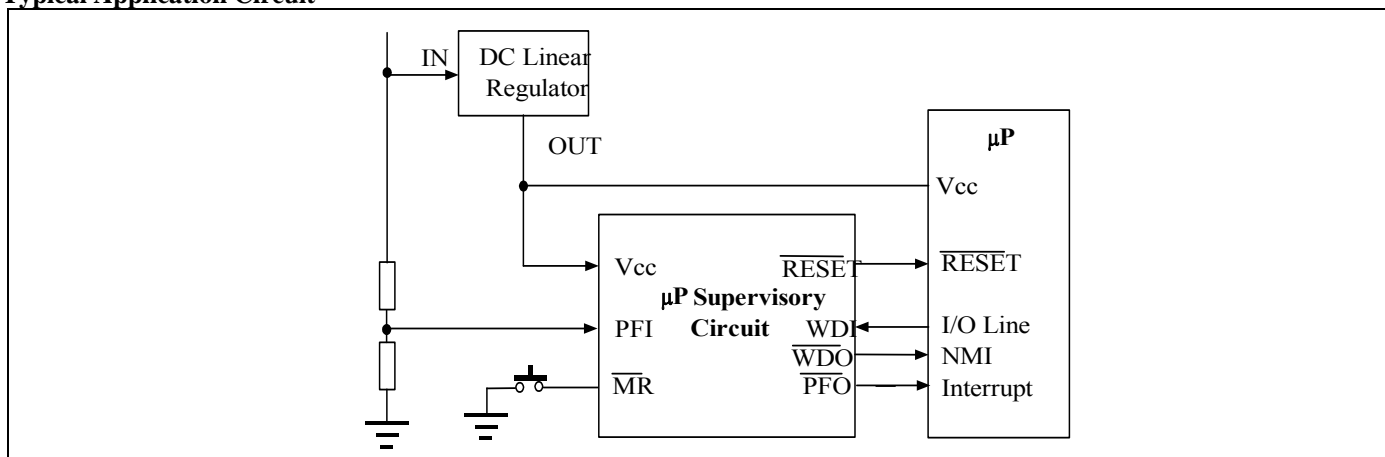 Typical Application Circuit
IN
DC Linear
Regulator
OUT
μP
Vcc
Vcc
RESET
RESET
μP Supervisory
Circuit
PFI
WDI
I/O Line
WDO
NMI
MR
PFO
Interrupt